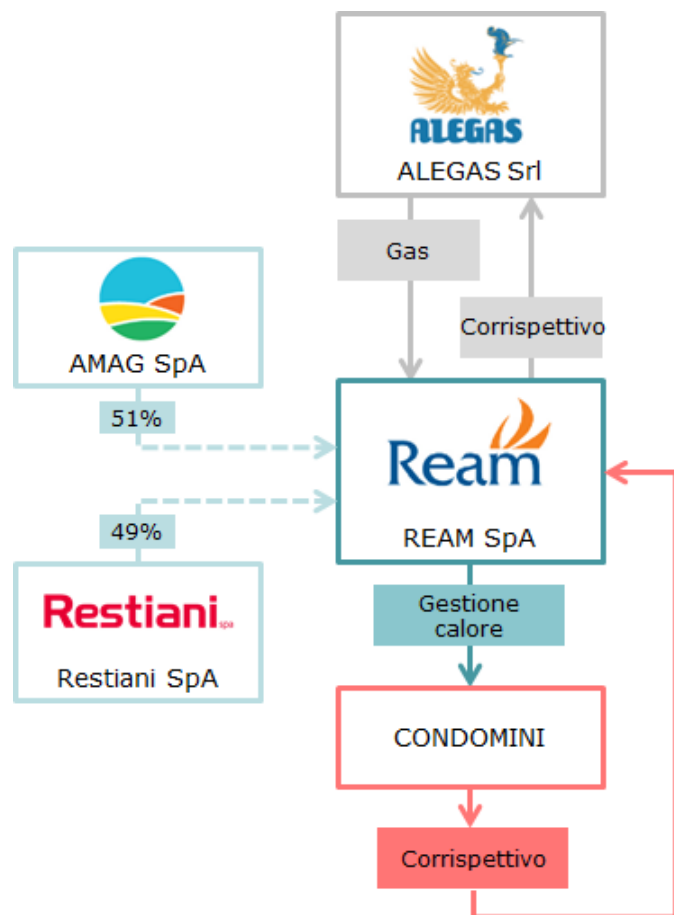 ALEGAS
ALEGAS Srl
Gas
Corrispettivo
AMAG SpA
51%
Ream
REAM SpA
49%
Restiani spa
Restiani SpA
Gestione
calore
CONDOMINI
Corrispettivo